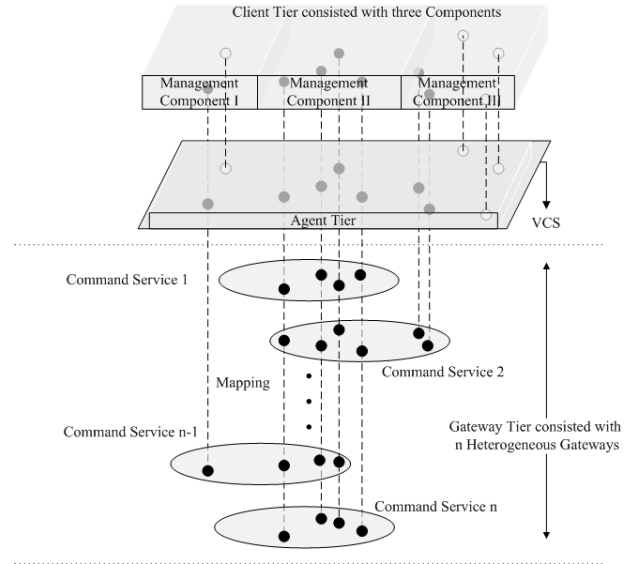 Client Tier consisted with three Components
Management
Component I
Management
Component II
Management
Component III
Agent Tier
VCS
Command Service 1
Command Service 2
Mapping
Command Service n-1
Gateway Tier consisted with
n Heterogeneous Gateways
Command Service n